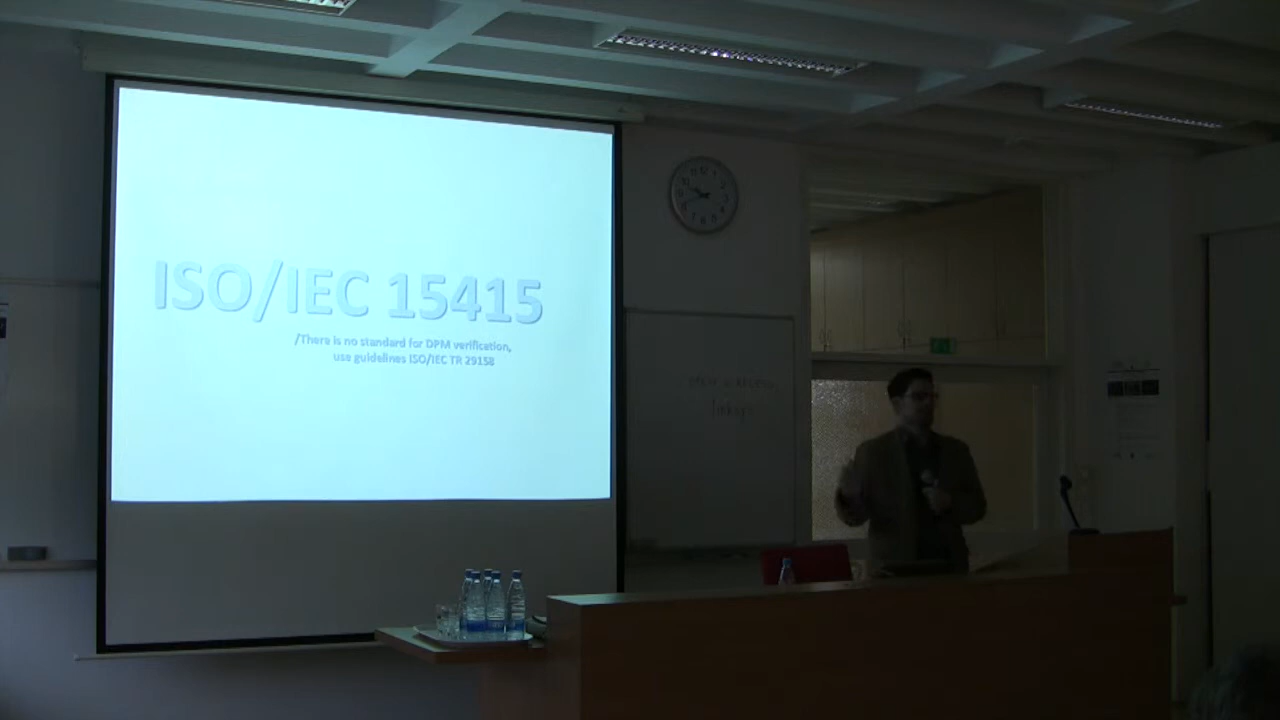 ISO/IEC 15415
/There is no standard for DPM verification,
use guidelines ISO/IEC TR 29158